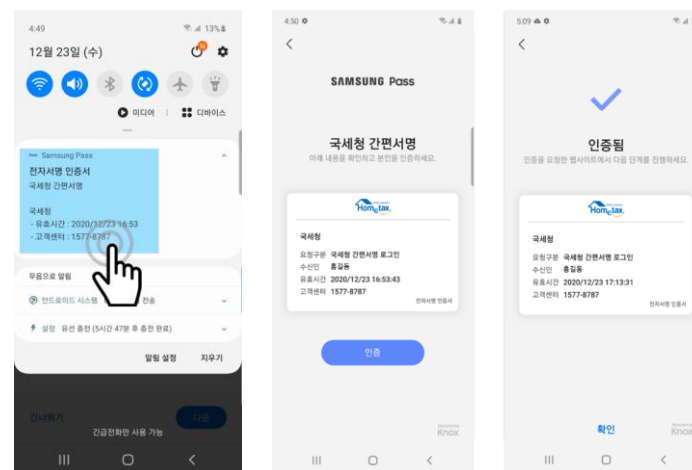 4:49
13%
12월 23일 (수)
N
미디어
디바이스
Samsung Pass
전자서명 인증서
국세청 간편서명
국세청
- 유효시간 : 2020/12/23 16:53
- 고객센터 : 1577-8787
무음으로 알림
안드로이드 시스템
전송
설정 유선 충전 (5시간 47분 후 충전 완료)
알림 설정 지우기
건너뛰기
다음
긴급전화만 사용 가능
4:50
SAMSUNG Pass
국세청 간편서명
아래 내용을 확인하고 본인을 인증하세요.
Hometax.
국세청
요청구분 국세청 간편서명 로그인
수신인 홍길동
유효시간 2020/12/23 16:53:43
고객센터 1577-8787
전자서명 인증서
인증
Secured by
Knox
5:09
인증됨
인증을 요청한 웹사이트에서 다음 단계를 진행하세요.
Hometax.
국세청
요청구분 국세청 간편서명 로그인
수신인 홍길동
유효시간 2020/12/23 17:13:31
고객센터 1577-8787
전자서명 인증서
확인
Secured by
Knox